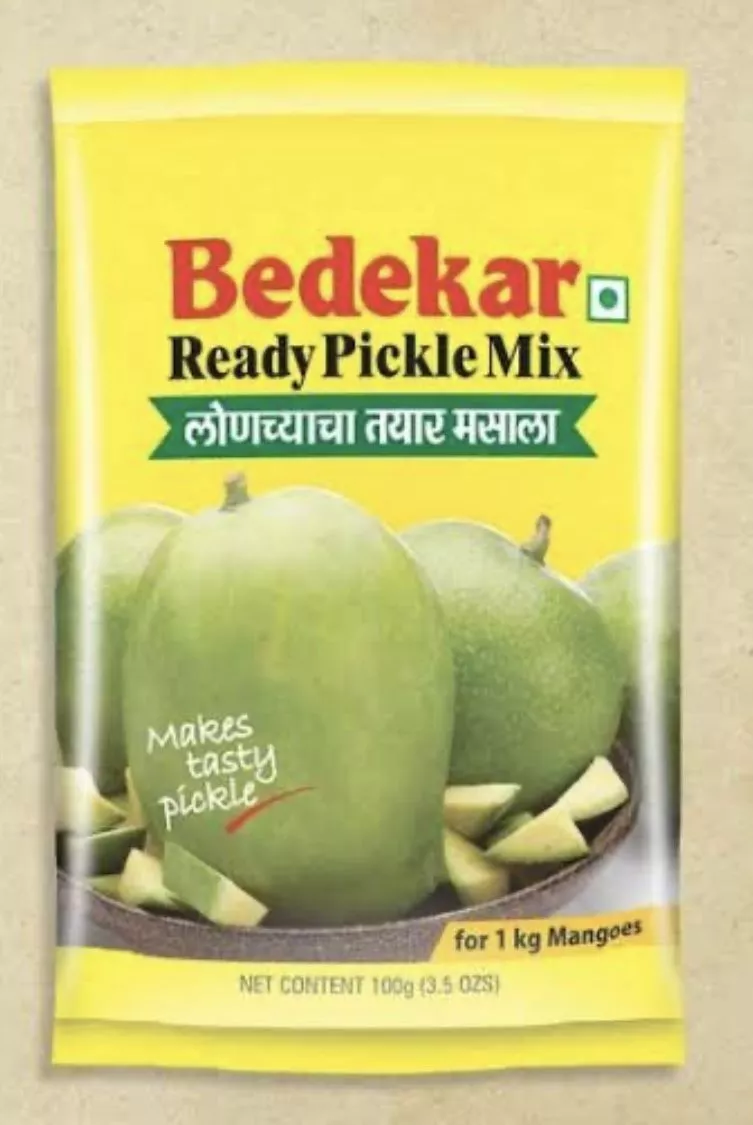 Bedekar
Ready Pickle Mix
लोणच्याचा तयार मसाला
Makes
tasty
pickle
for 1 kg Mangoes
NET CONTENT 100g (3.5 OZS)